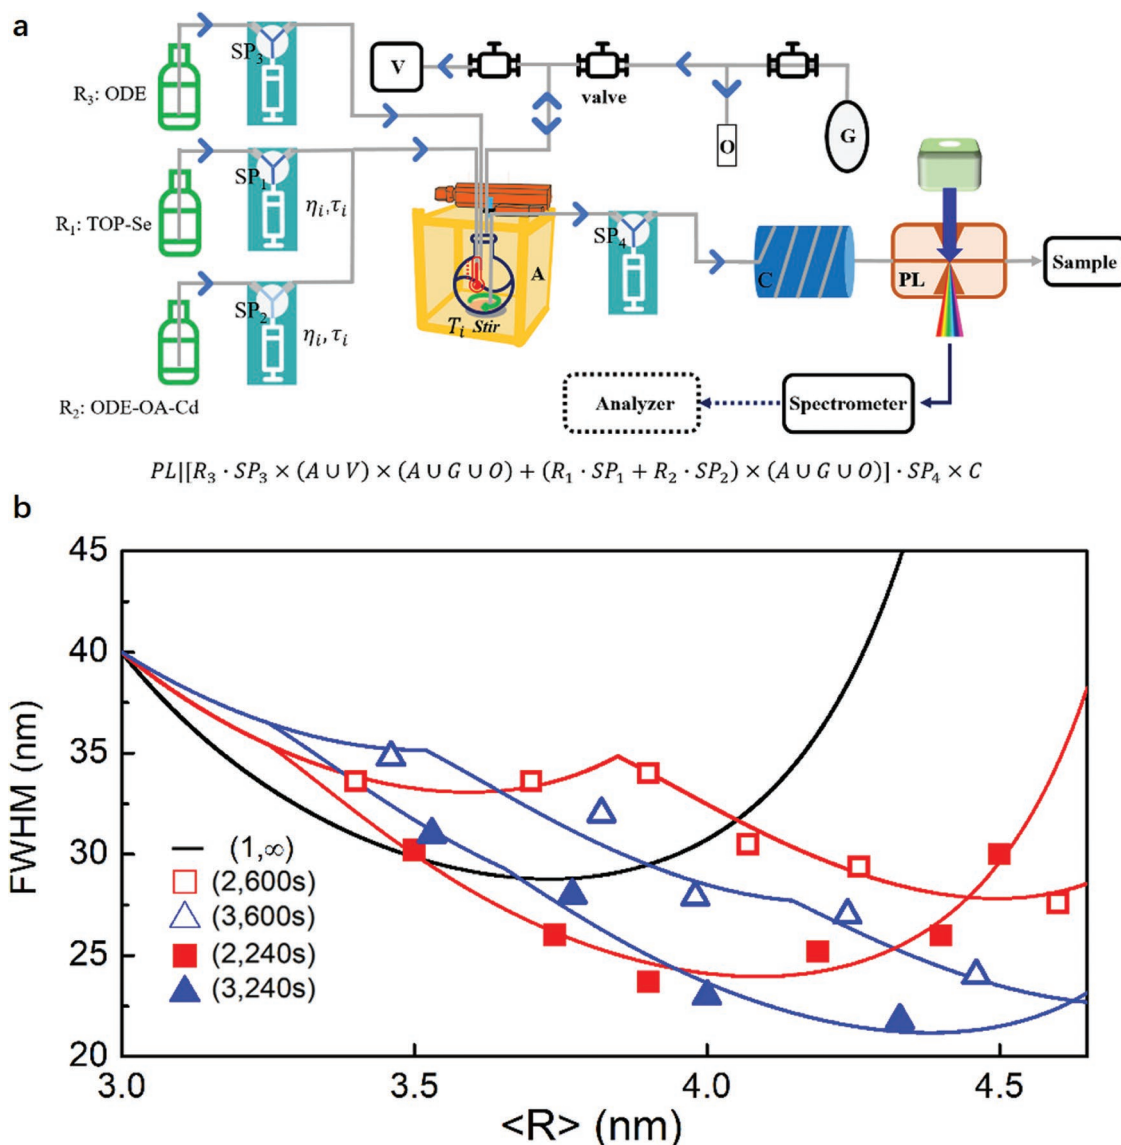 a
R₃: ODE
SP₃
V
valve
O
G
R₁: TOP-Se
SP₁
ηᵢ, τᵢ
SP₄
A
C
PL
Sample
Tᵢ Stir
SP₂
ηᵢ, τᵢ
R₂: ODE-OA-Cd
Analyzer
Spectrometer
PL|[R₃ · SP₃ × (A ∪ V) × (A ∪ G ∪ O) + (R₁ · SP₁ + R₂ · SP₂) × (A ∪ G ∪ O)] · SP₄ × C
b
45
40
35
30
25
20
FWHM (nm)
(1,∞)
(2,600s)
(3,600s)
(2,240s)
(3,240s)
3.0 3.5 4.0 4.5
<R> (nm)